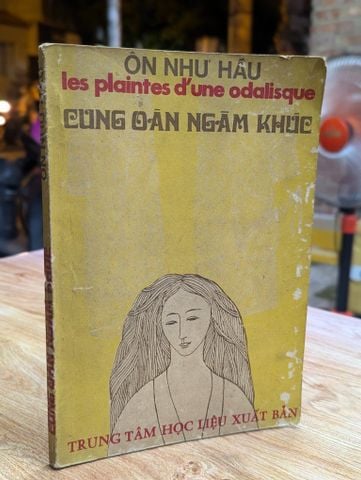 ÔN NHƯ HẦU
les plaintes d'une odalisque
CUNG OÁN NGÂM KHÚC
TRUNG TÂM HỌC LIỆU XUẤT BẢN